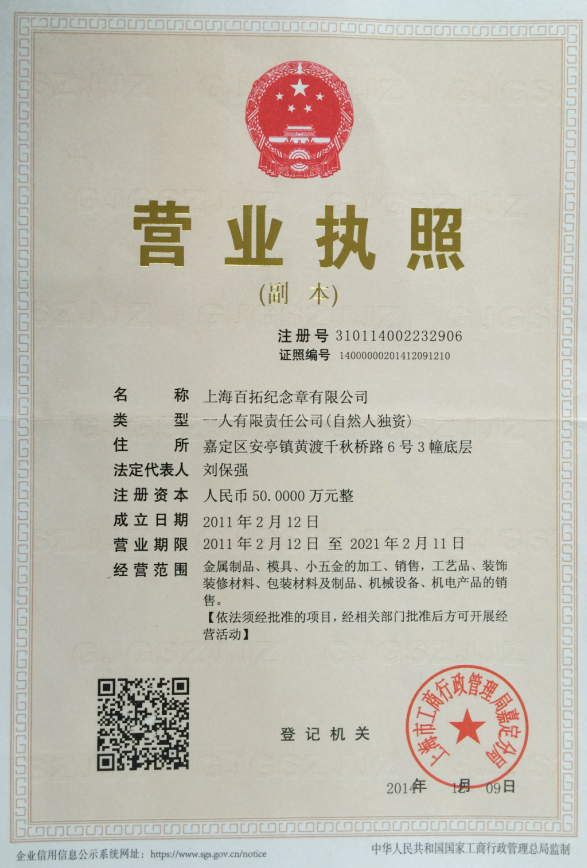 营业执照
(副 本)
注册号 310114002232906
证照编号 14000000201412091210
名 称 上海百拓纪念章有限公司
类 型 一人有限责任公司(自然人独资)
住 所 嘉定区安亭镇黄渡千秋桥路6号3幢底层
法定代表人 刘保强
注册资本 人民币50.0000万元整
成立日期 2011年2月12日
营业期限 2011年2月12日 至 2021年2月11日
经营范围 金属制品、模具、小五金的加工、销售，工艺品、装饰
装修材料、包装材料及制品、机械设备、机电产品的销
售。
【依法须经批准的项目，经相关部门批准后方可开展经
营活动】
上海市工商行政管理局嘉定分局
登记机关
2014年 12月 09日
企业信用信息公示系统网址：https://www.sgs.gov.cn/notice
中华人民共和国国家工商行政管理总局监制